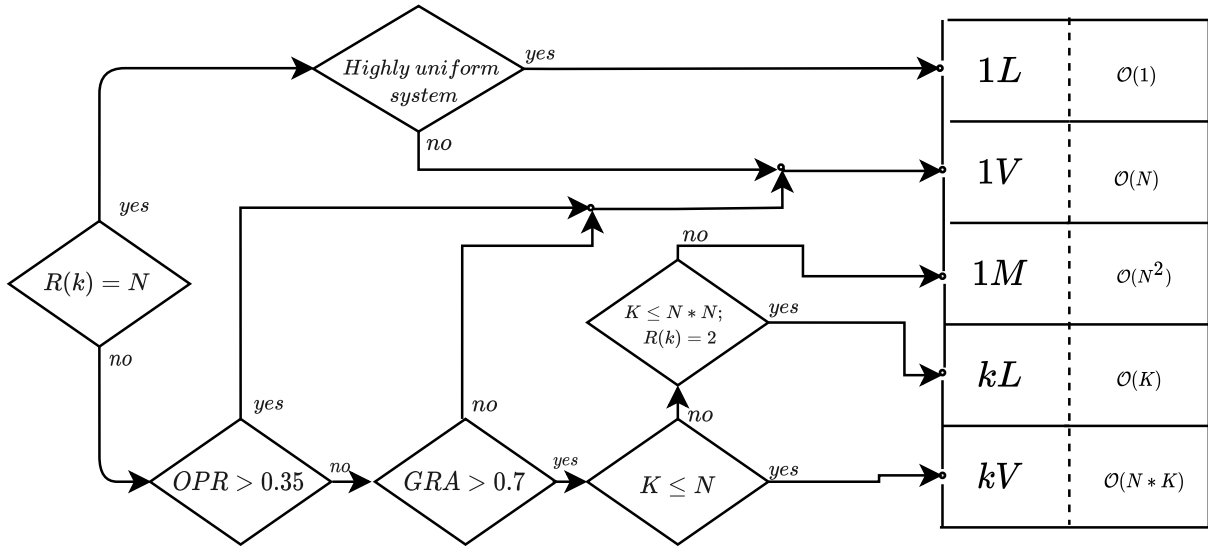 Highly uniform
system
yes
no
1L
𝒪(1)
1V
𝒪(N)
yes
R(k) = N
no
no
1M
𝒪(N²)
K ≤ N * N;
R(k) = 2
yes
kL
𝒪(K)
yes
no
no
OPR > 0.35
no
GRA > 0.7
yes
K ≤ N
yes
kV
𝒪(N * K)